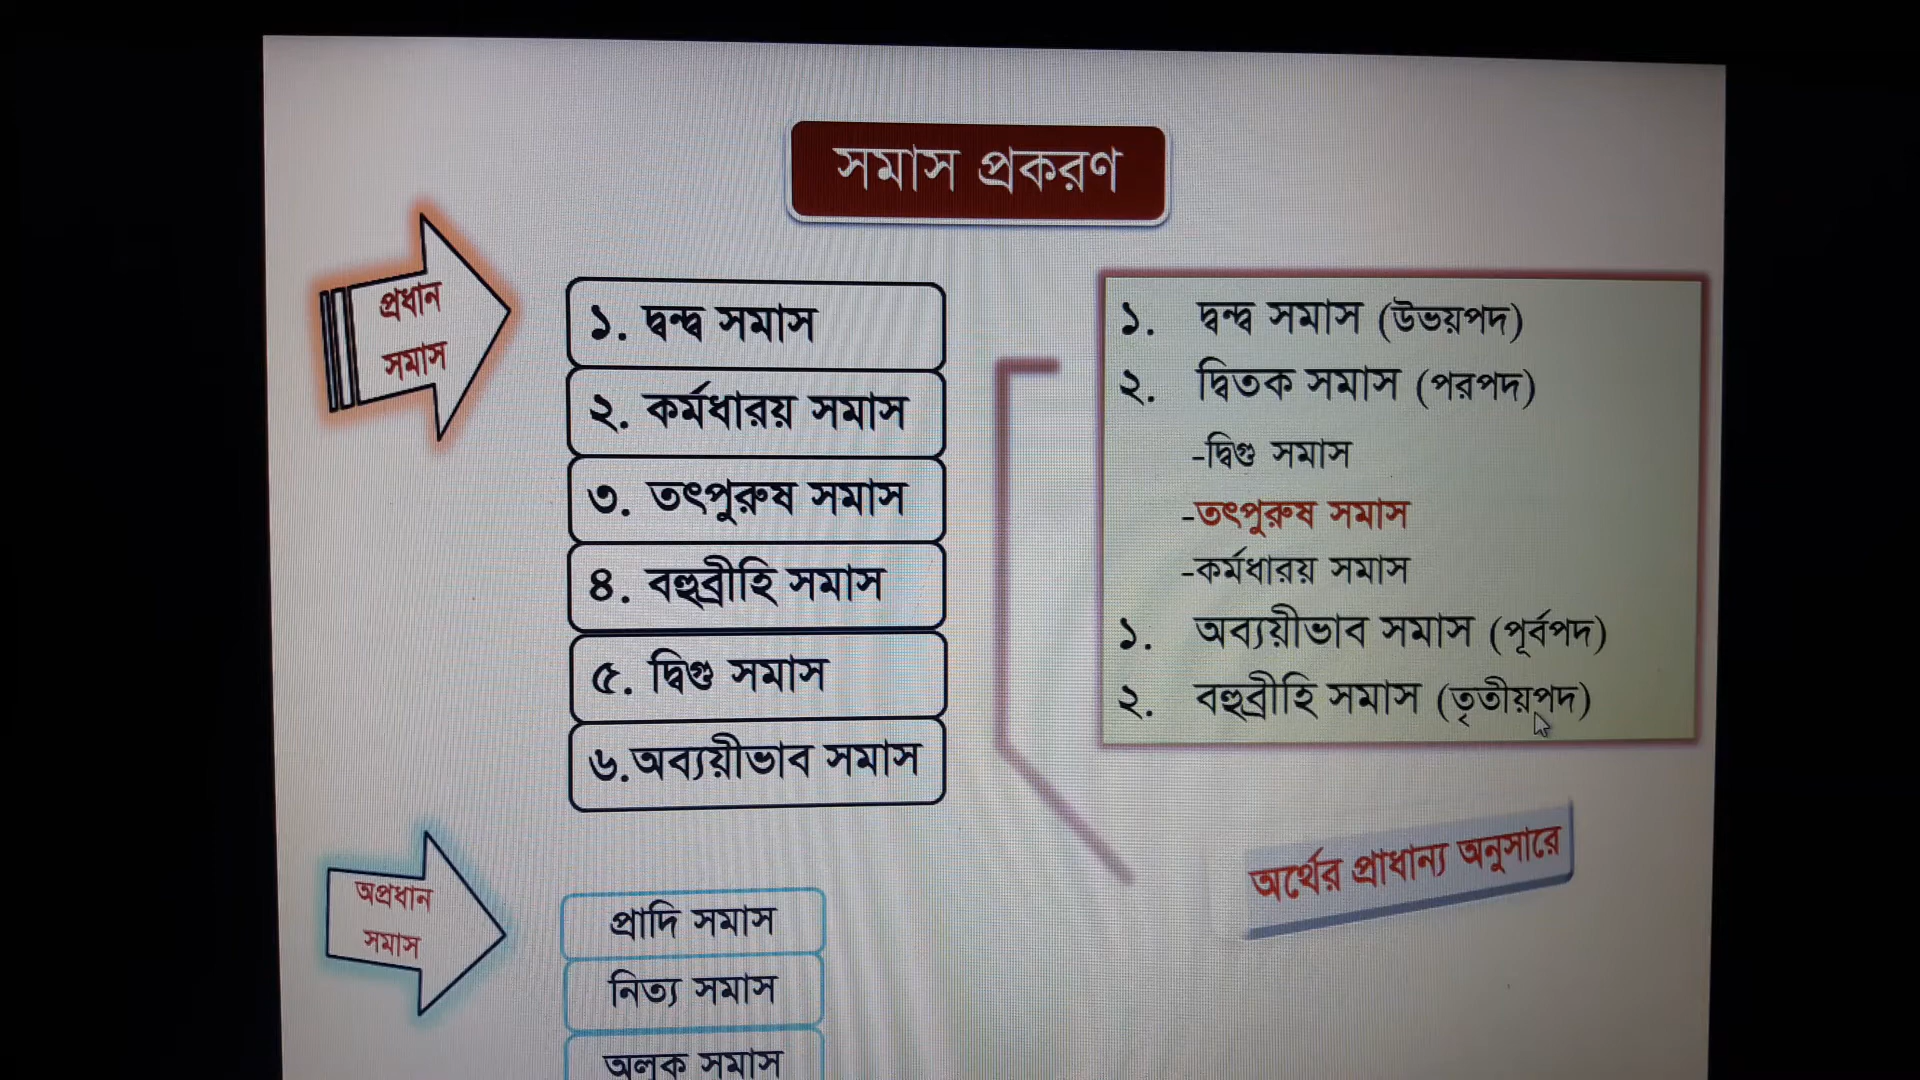 সমাস প্রকরণ
প্রধান
সমাস
১. দ্বন্দ্ব সমাস
২. কর্মধারয় সমাস
৩. তৎপুরুষ সমাস
৪. বহুব্রীহি সমাস
৫. দ্বিগু সমাস
৬.অব্যয়ীভাব সমাস
১. দ্বন্দ্ব সমাস (উভয়পদ)
২. দ্বিতক সমাস (পরপদ)
-দ্বিগু সমাস
-তৎপুরুষ সমাস
-কর্মধারয় সমাস
১. অব্যয়ীভাব সমাস (পূর্বপদ)
২. বহুব্রীহি সমাস (তৃতীয়পদ)
অর্থের প্রাধান্য অনুসারে
অপ্রধান
সমাস
প্রাদি সমাস
নিত্য সমাস
অলুক সমাস